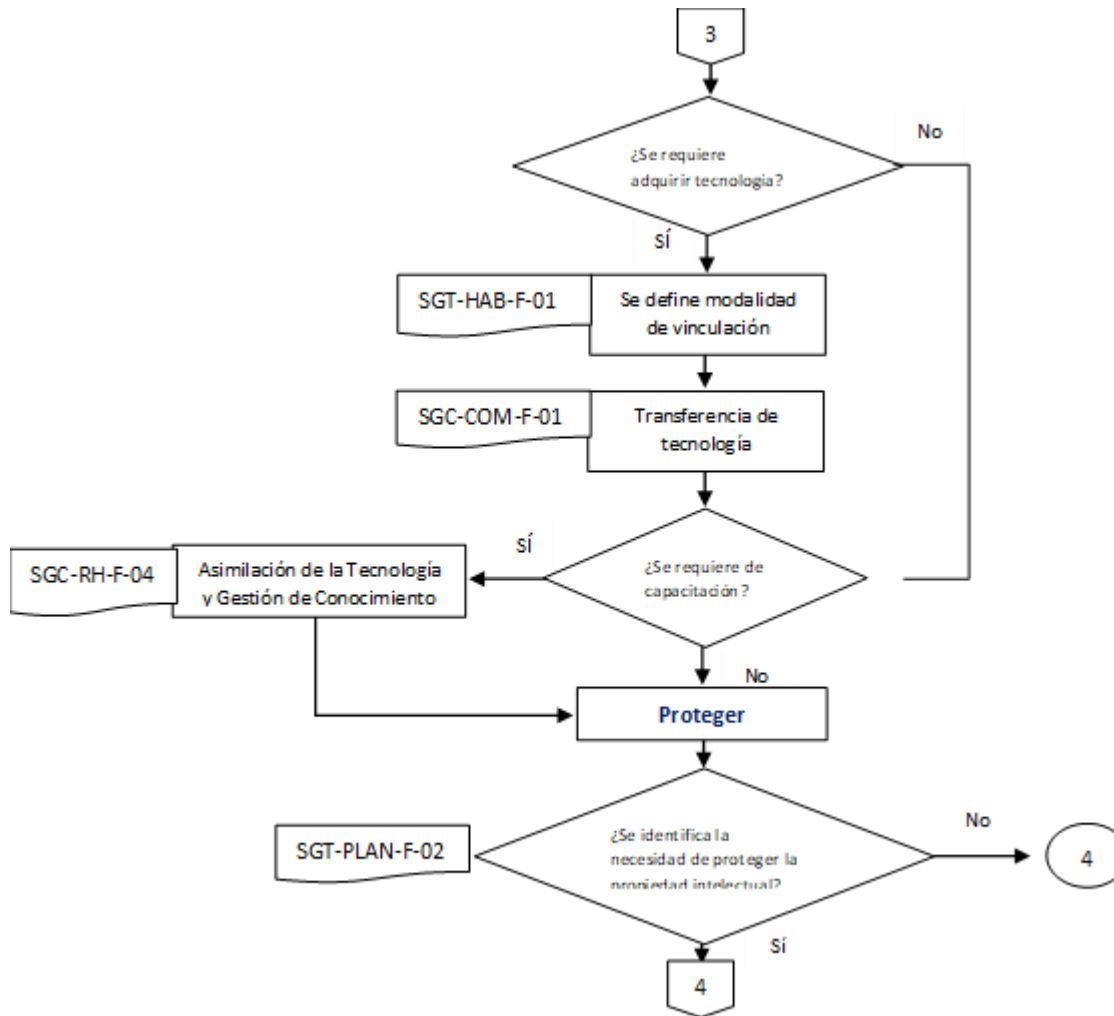 3
¿Se requiere
adquirir tecnología?
No
SÍ
SGT-HAB-F-01
Se define modalidad
de vinculación
SGC-COM-F-01
Transferencia de
tecnología
¿Se requiere de
capacitación?
SÍ
SGC-RH-F-04
Asimilación de la Tecnología
y Gestión de Conocimiento
No
Proteger
SGT-PLAN-F-02
¿Se identifica la
necesidad de proteger la
propiedad intelectual?
No
4
Sí
4